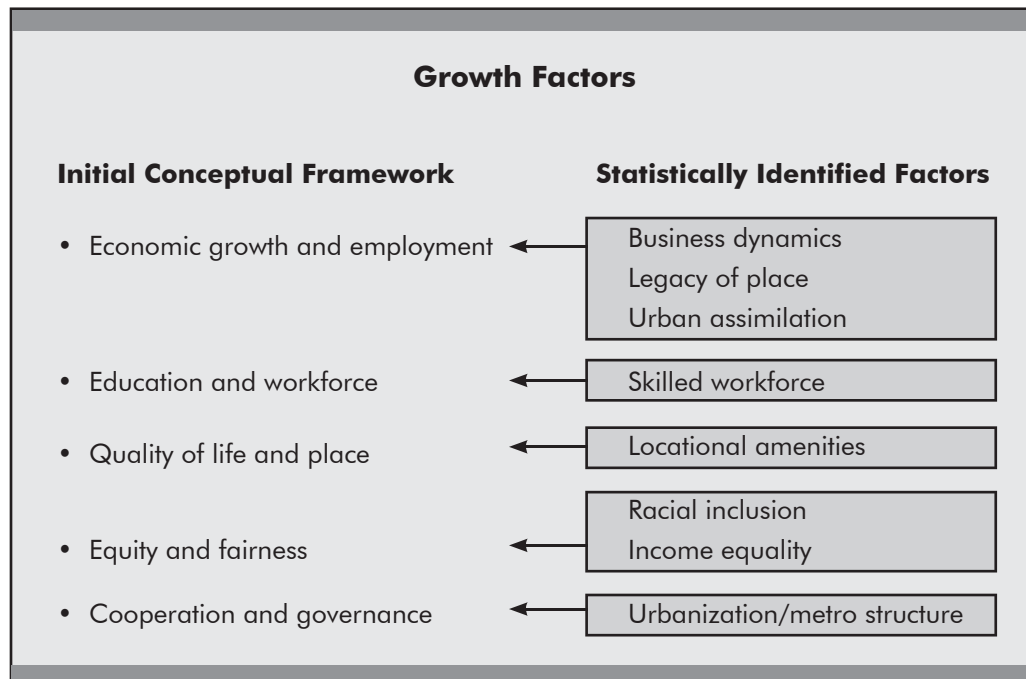 Growth Factors
Initial Conceptual Framework
Statistically Identified Factors
• Economic growth and employment
Business dynamics
Legacy of place
Urban assimilation
• Education and workforce
Skilled workforce
• Quality of life and place
Locational amenities
• Equity and fairness
Racial inclusion
Income equality
• Cooperation and governance
Urbanization/metro structure